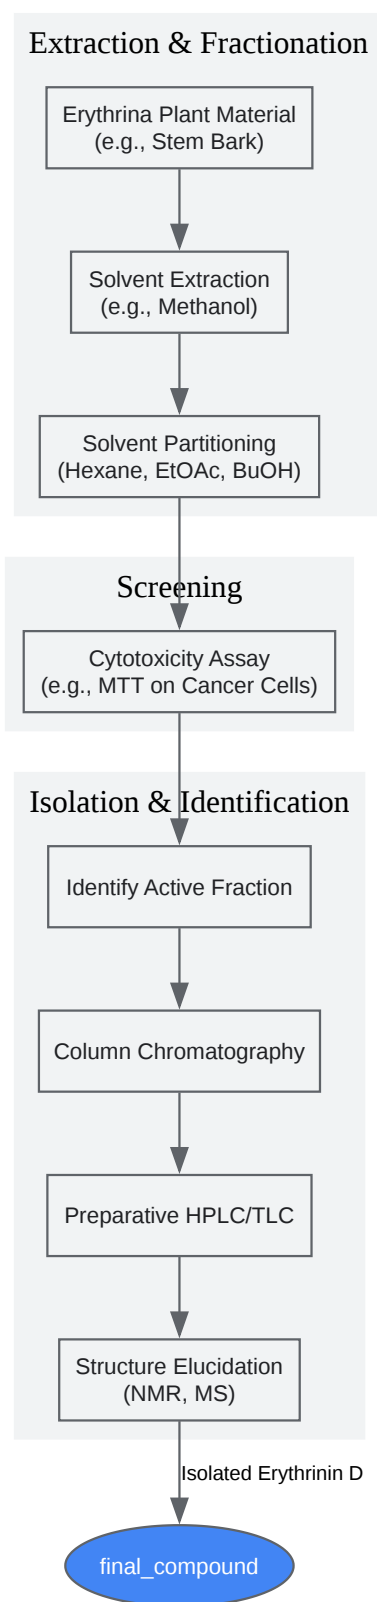 Extraction & Fractionation
Erythrina Plant Material
(e.g., Stem Bark)
Solvent Extraction
(e.g., Methanol)
Solvent Partitioning
(Hexane, EtOAc, BuOH)
Screening
Cytotoxicity Assay
(e.g., MTT on Cancer Cells)
Isolation & Identification
Identify Active Fraction
Column Chromatography
Preparative HPLC/TLC
Structure Elucidation
(NMR, MS)
Isolated Erythrinin D
final_compound